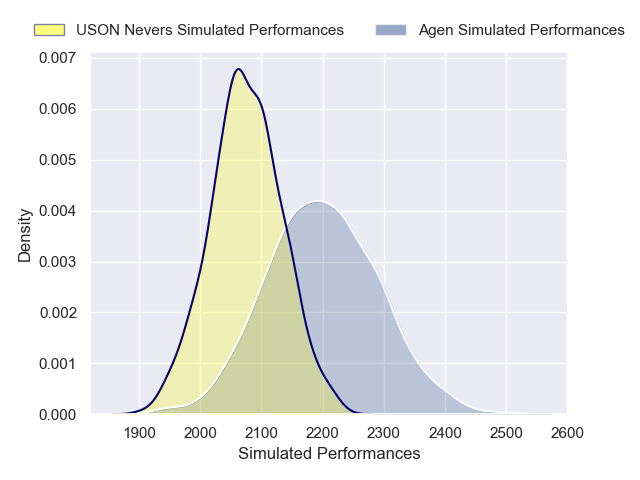 USON Nevers Simulated Performances
Agen Simulated Performances
0.007
0.006
0.005
0.004
0.003
0.002
0.001
0.000
Density
1900 2000 2100 2200 2300 2400 2500 2600
Simulated Performances